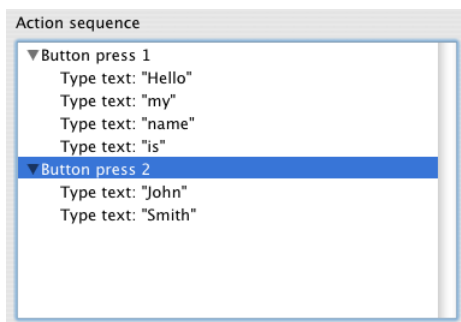 Action sequence
Button press 1
Type text: "Hello"
Type text: "my"
Type text: "name"
Type text: "is"
Button press 2
Type text: "John"
Type text: "Smith"